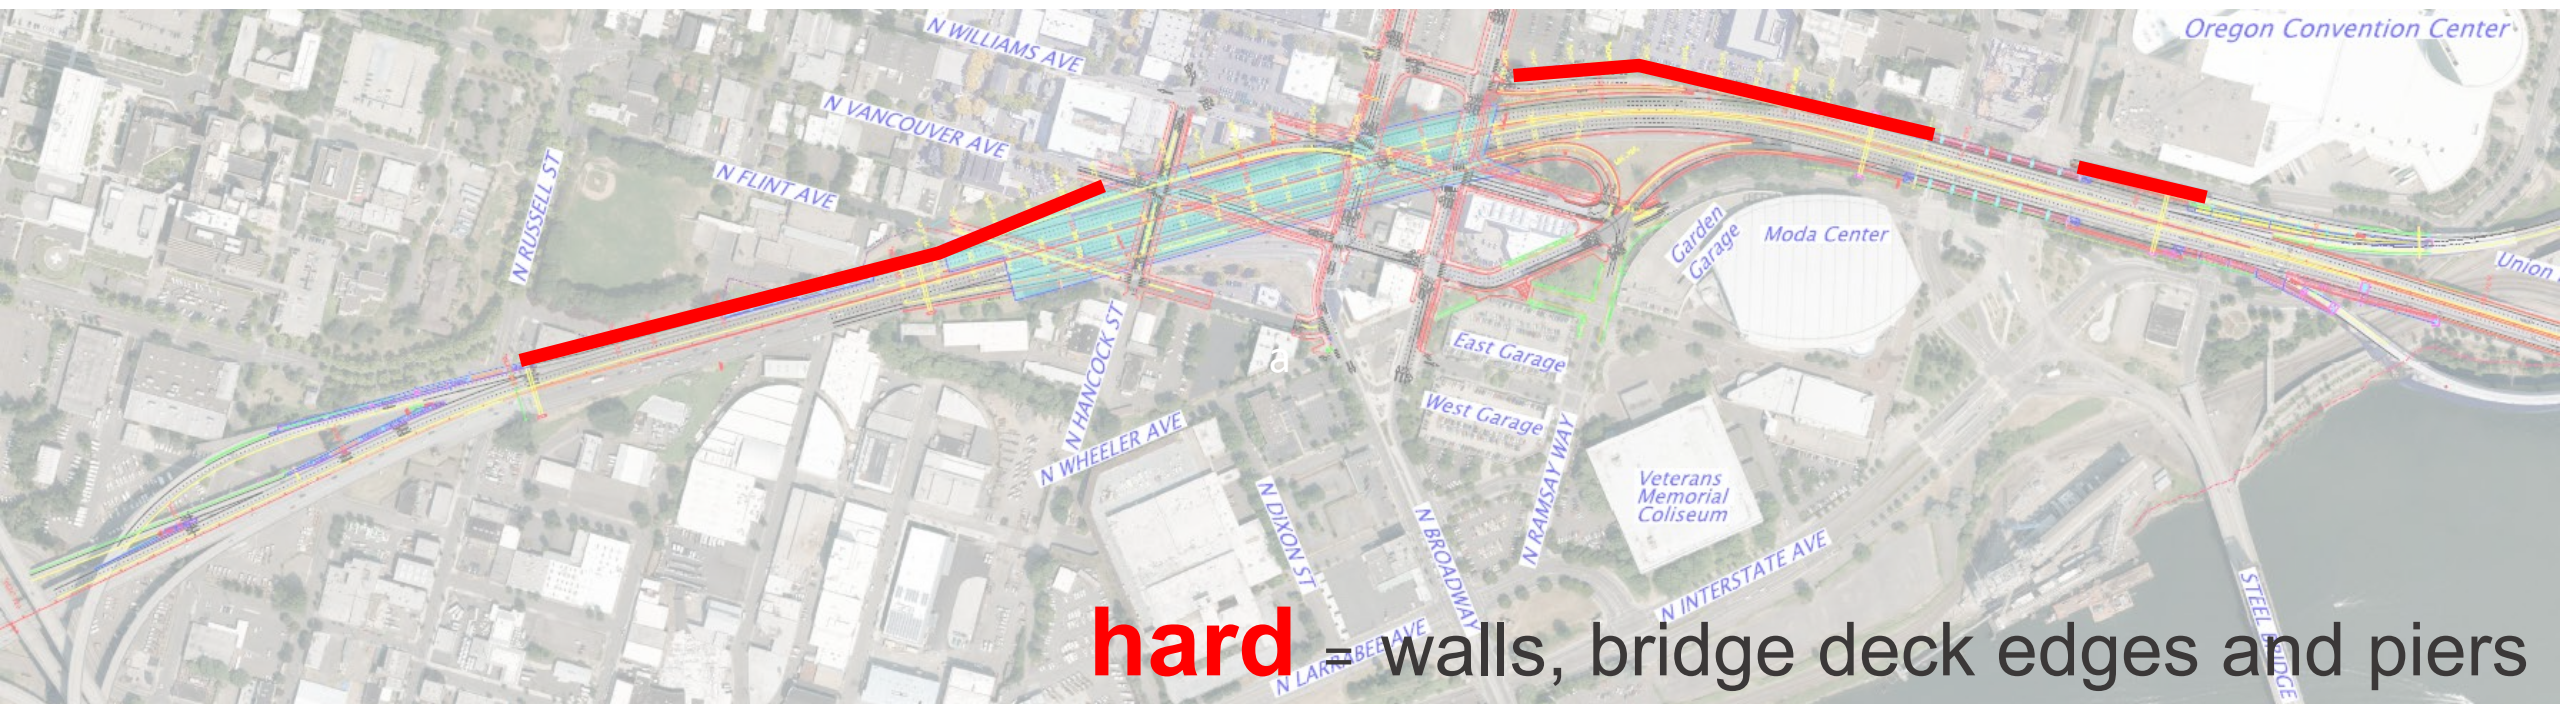 Oregon Convention Center
N WILLIAMS AVE
N VANCOUVER AVE
N FLINT AVE
N RUSSELL ST
Garden
Garage
Moda Center
Union
N HANCOCK ST
a
East Garage
West Garage
N WHEELER AVE
N RAMSAY WAY
Veterans
Memorial
Coliseum
N DIXON ST
N BROADWAY
N INTERSTATE AVE
STEEL BRIDGE
N LARRABEE AVE
hard = walls, bridge deck edges and piers